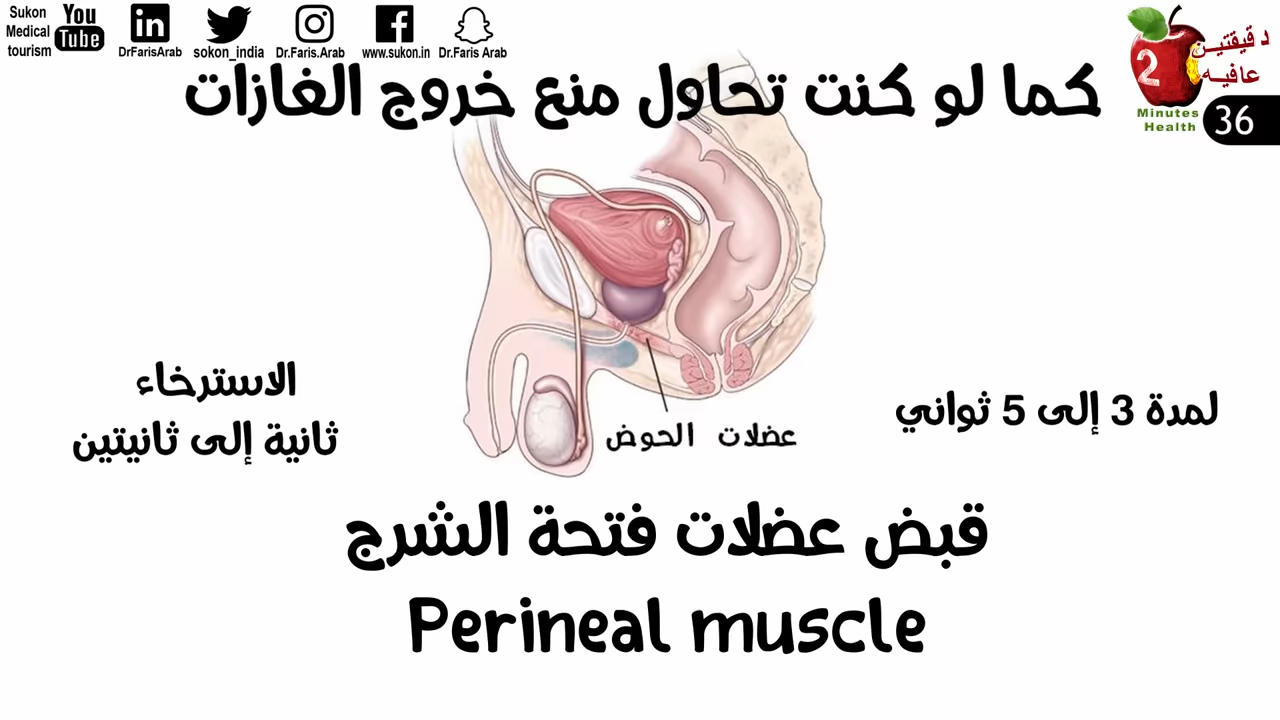 Sukon
Medical
tourism
You
Tube
in
DrFarisArab
sokon_india
Dr.Faris.Arab
f
www.sukon.in
Dr.Faris Arab
دقيقتين
عافيه
2
Minutes
Health
36
كما لو كنت تحاول منع خروج الغازات
لمدة 3 إلى 5 ثواني
الاسترخاء
ثانية إلى ثانيتين
عضلات الحوض
قبض عضلات فتحة الشرج
Perineal muscle